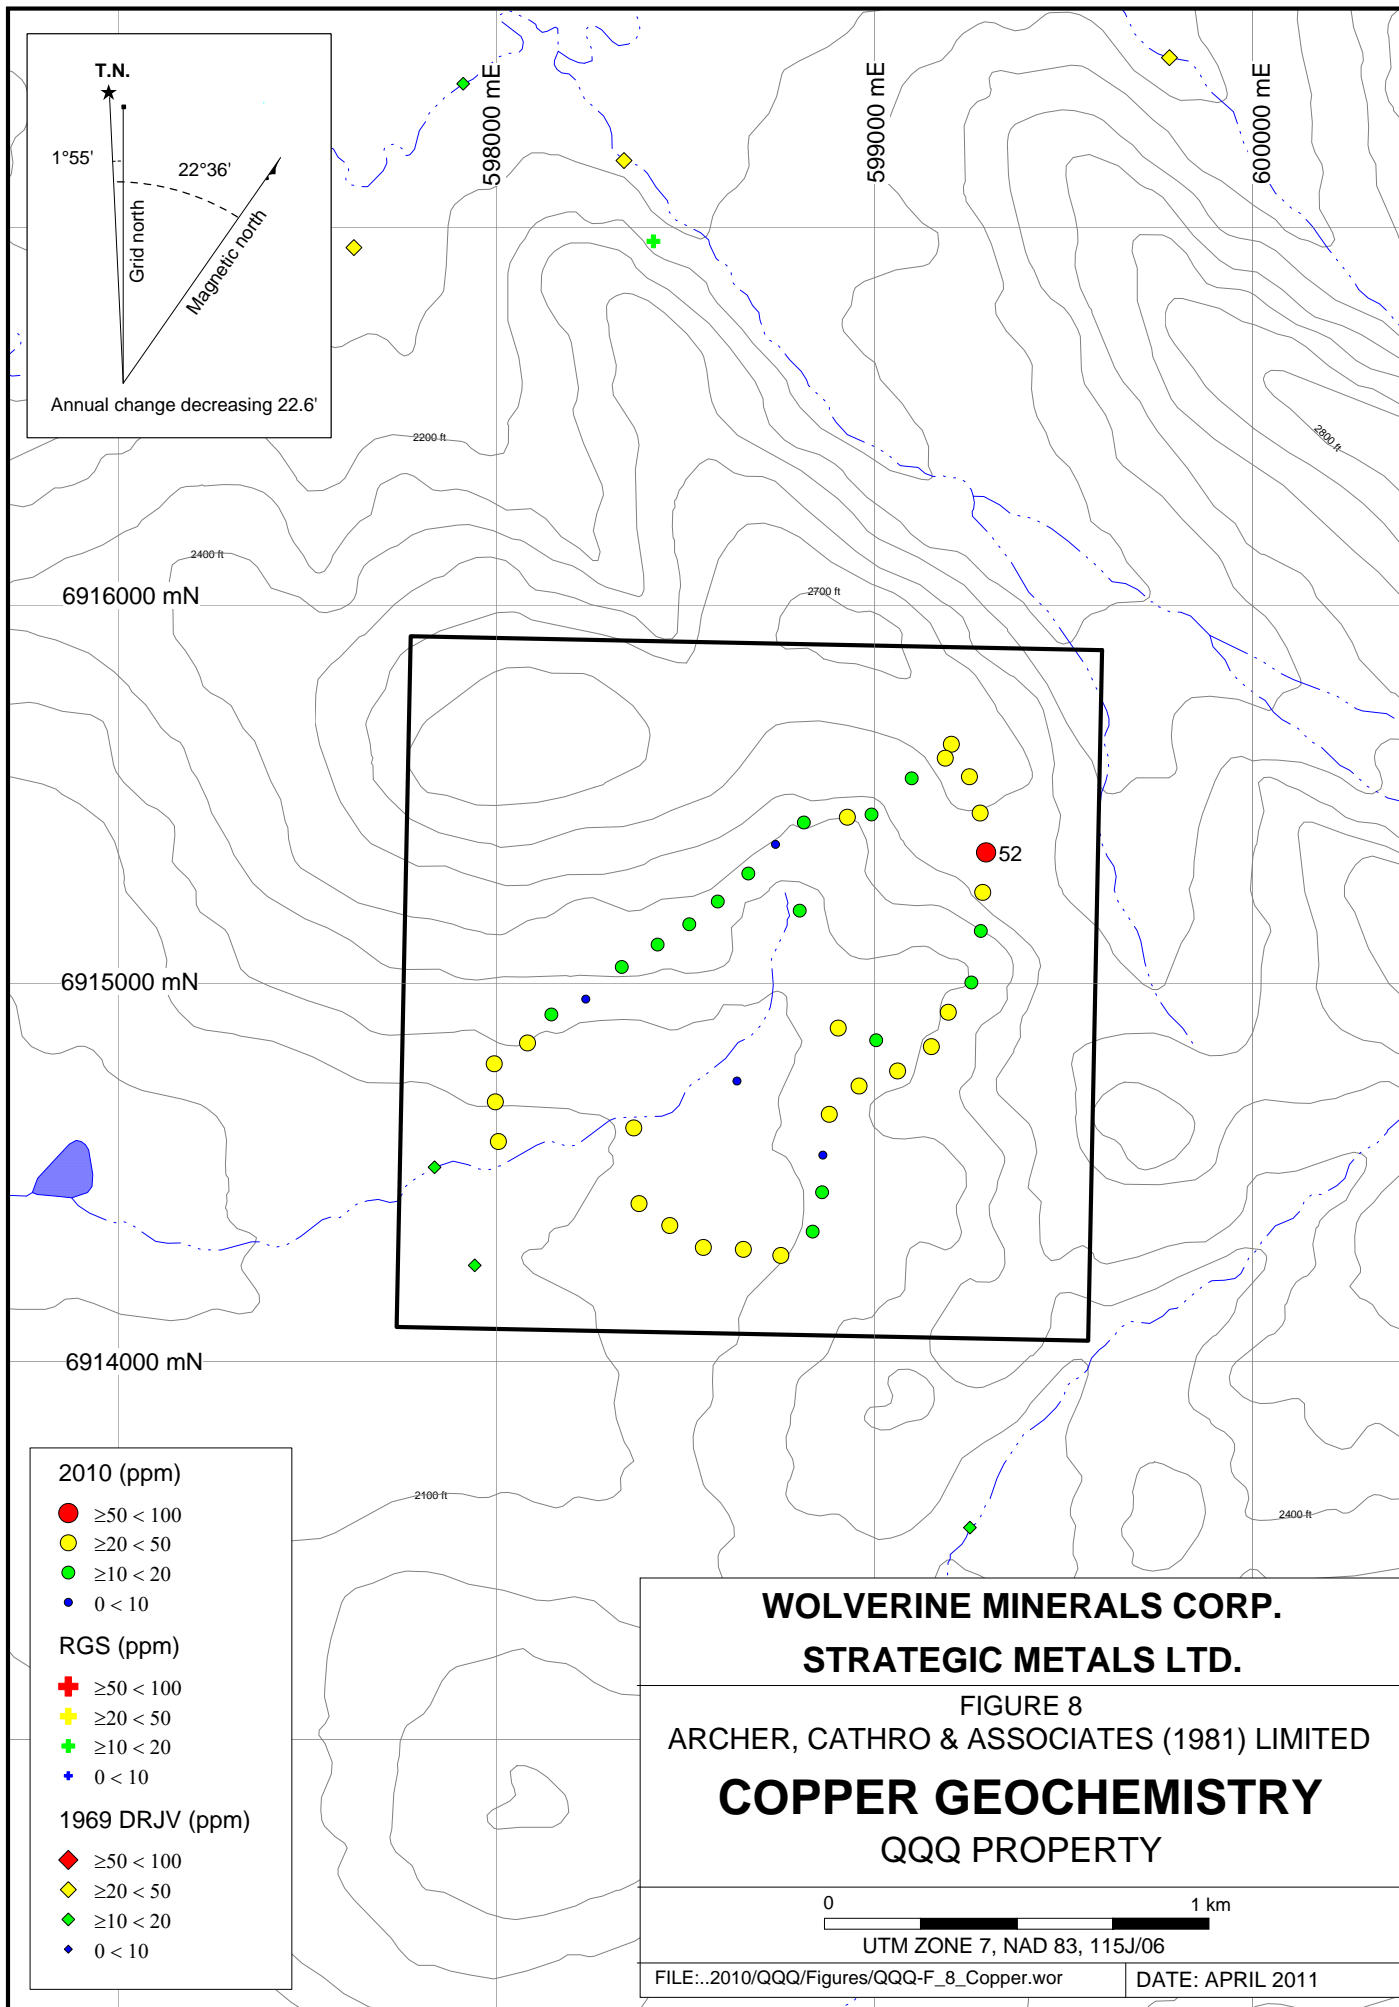 T.N.
1°55'
22°36'
Grid north
Magnetic north
Annual change decreasing 22.6'
598000 mE
599000 mE
600000 mE
2200 ft
2800 ft
2400 ft
6916000 mN
2700 ft
52
6915000 mN
6914000 mN
2100 ft
2400 ft
2010 (ppm)
≥50 < 100
≥20 < 50
≥10 < 20
0 < 10
RGS (ppm)
≥50 < 100
≥20 < 50
≥10 < 20
0 < 10
1969 DRJV (ppm)
≥50 < 100
≥20 < 50
≥10 < 20
0 < 10
WOLVERINE MINERALS CORP.
STRATEGIC METALS LTD.
FIGURE 8
ARCHER, CATHRO & ASSOCIATES (1981) LIMITED
COPPER GEOCHEMISTRY
QQQ PROPERTY
0 1 km
UTM ZONE 7, NAD 83, 115J/06
FILE:..2010/QQQ/Figures/QQQ-F_8_Copper.wor
DATE: APRIL 2011